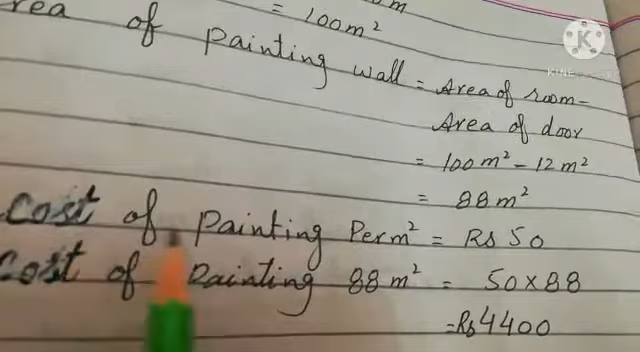 = 100m²
Area of Painting wall = Area of room -
Area of door
= 100m² - 12m²
= 88m²
Cost of Painting Per m² = Rs 50
Cost of Painting 88 m² = 50×88
= Rs 4400